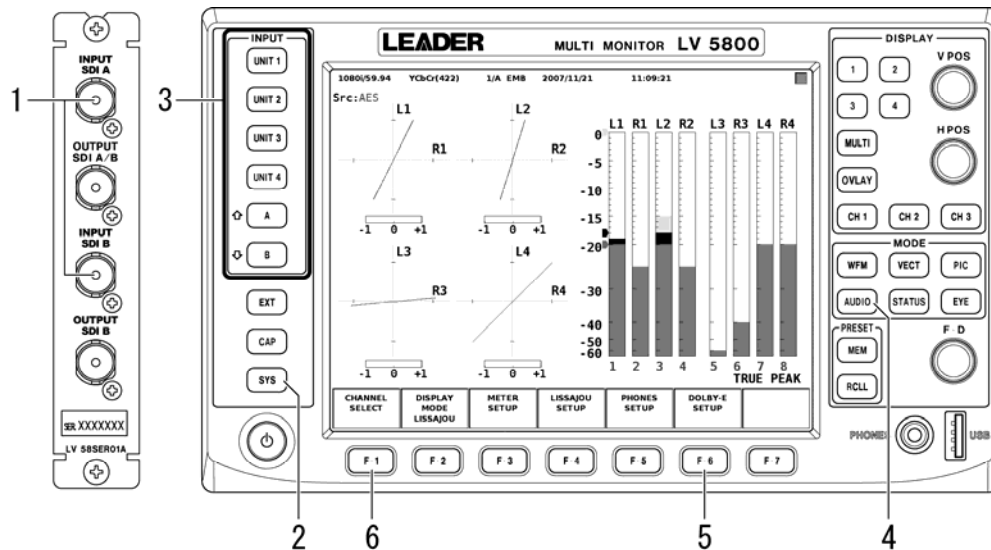 INPUT
SDI A
OUTPUT
SDI A/B
INPUT
SDI B
OUTPUT
SDI B
SER. XXXXXXX
LV 58SER01A
1
3
INPUT
UNIT 1
UNIT 2
UNIT 3
UNIT 4
A
B
EXT
CAP
SYS
LEADER MULTI MONITOR LV 5800
1080i/59.94 YCbCr(422) 1/A EMB 2007/11/21 11:09:21
Src:AES
L1
R1
-1 0 +1
L2
R2
-1 0 +1
L3
R3
-1 0 +1
L4
R4
-1 0 +1
L1 R1 L2 R2 L3 R3 L4 R4
0
-5
-10
-15
-20
-30
-40
-50
-60
1 2 3 4 5 6 7 8
TRUE PEAK
CHANNEL SELECT
DISPLAY MODE LISSAJOU
METER SETUP
LISSAJOU SETUP
PHONES SETUP
DOLBY-E SETUP
F·1 F·2 F·3 F·4 F·5 F·6 F·7
DISPLAY
1 2
3 4
MULTI
OVLAY
CH 1 CH 2 CH 3
V POS
H POS
MODE
WFM VECT PIC
AUDIO STATUS EYE
PRESET
MEM
RCLL
F·D
PHONES
USB
2
6
5
4